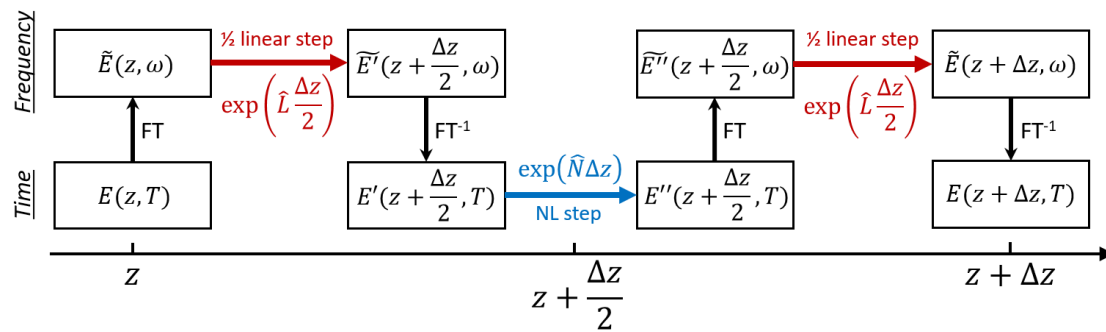 Frequency
Ẽ(z, ω)
½ linear step
exp(L̂ Δz/2)
Ẽ′(z + Δz/2, ω)
Ẽ′′(z + Δz/2, ω)
½ linear step
exp(L̂ Δz/2)
Ẽ(z + Δz, ω)
FT
FT⁻¹
FT
FT⁻¹
Time
E(z, T)
E′(z + Δz/2, T)
exp(N̂Δz)
NL step
E′′(z + Δz/2, T)
E(z + Δz, T)
z
z + Δz/2
z + Δz